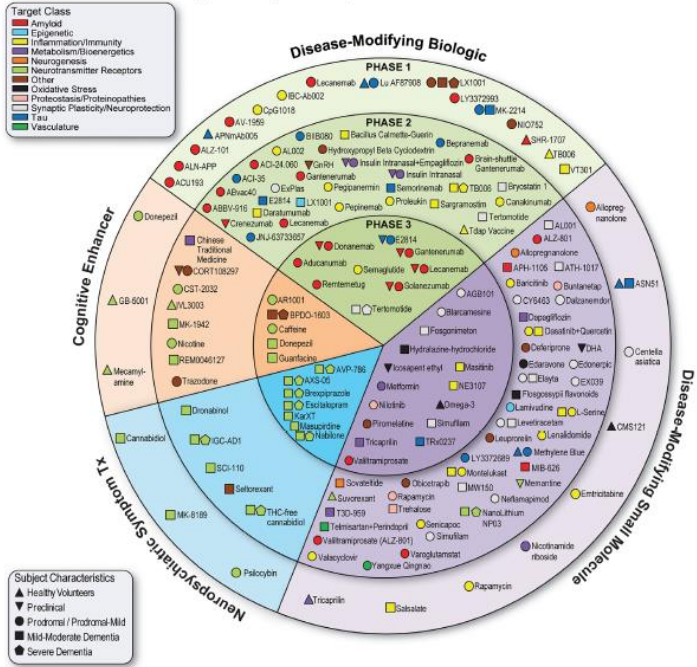 Target Class
Amyloid
Epigenetic
Inflammation/Immunity
Metabolism/Bioenergetics
Neurogenesis
Neurotransmitter Receptors
Other
Oxidative Stress
Proteostasis/Proteinopathies
Synaptic Plasticity/Neuroprotection
Tau
Vasculature
Disease-Modifying Biologic
PHASE 1
Lecanemab
Lu AF87908
LX1001
IBC-Ab002
LY3372993
CpG1018
MK-2214
AV-1959
NIO752
APNmAb005
SHR-1707
ALZ-101
TB006
ALN-APP
VT301
ACU193
PHASE 2
BIIB080
Bacillus Calmette-Guerin
Bepranemab
AL002
Hydroxypropyl Beta Cyclodextrin
ACI-24.060
GnRH
Insulin Intranasal+Empagliflozin
Brain-shuttle
Gantenerumab
ACI-35
Gantenerumab
Insulin Intranasal
ABvac40
ExPlas
Pegipanermin
Semorinemab
TB006
Bryostatin 1
ABBV-916
E2814
LX1001
Pepinemab
Proleukin
Sargramostim
Canakinumab
Daratumumab
Tertomotide
Crenezumab
Lecanemab
Tdap Vaccine
JNJ-63733657
PHASE 3
Donanemab
E2814
Gantenerumab
Aducanumab
Semaglutide
Lecanemab
Remternetug
Solanezumab
Tertomotide
Cognitive Enhancer
Donepezil
GB-5001
Mecamyl-
amine
Chinese
Traditional
Medicine
CORT108297
CST-2032
IVL3003
MK-1942
Nicotine
REM0046127
Trazodone
AR1001
BPDO-1603
Caffeine
Donepezil
Guanfacine
Neuropsychiatric Symptom Tx
AVP-786
AXS-05
Brexpiprazole
Escitalopram
KarXT
Masupirdine
Nabilone
Dronabinol
IGC-AD1
SCI-110
Seltorexant
THC-free
cannabidiol
Cannabidiol
MK-8189
Psilocybin
Disease-Modifying Small Molecule
AGB101
Blarcamesine
Fosgonimeton
Hydralazine-hydrochloride
Icosapent ethyl
Masitinib
Metformin
NE3107
Nilotinib
Omega-3
Piromelatine
Simufilam
Tricaprilin
TRx0237
Valiltramiprosate
AL001
ALZ-801
Allopregnanolone
APH-1105
ATH-1017
Baricitinib
Buntanetap
CY6463
Dalzanemdor
Dapagliflozin
Dasatinib+Quercetin
Deferiprone
DHA
Edaravone
Edonerpic
Elayta
EX039
Flosgossypii flavonoids
Lamivudine
L-Serine
Levetiracetam
Leuprorelin
Lenalidomide
LY3372689
Methylene Blue
Montelukast
MIB-626
MW150
Memantine
Neflamapimod
NanoLithium
NP03
Sovateltide
Obicetrapib
Suvorexant
Rapamycin
T3D-959
Trehalose
Telmisartan+Perindopril
Senicapoc
Valiltramiprosate (ALZ-801)
Simufilam
Valacyclovir
Varoglutamstat
Yangxue Qingnao
Allopreg-
nanolone
ASN51
Centella
asiatica
CMS121
Emtricitabine
Nicotinamide
riboside
Rapamycin
Salsalate
Tricaprilin
Subject Characteristics
Healthy Volunteers
Preclinical
Prodromal / Prodromal-Mild
Mild-Moderate Dementia
Severe Dementia